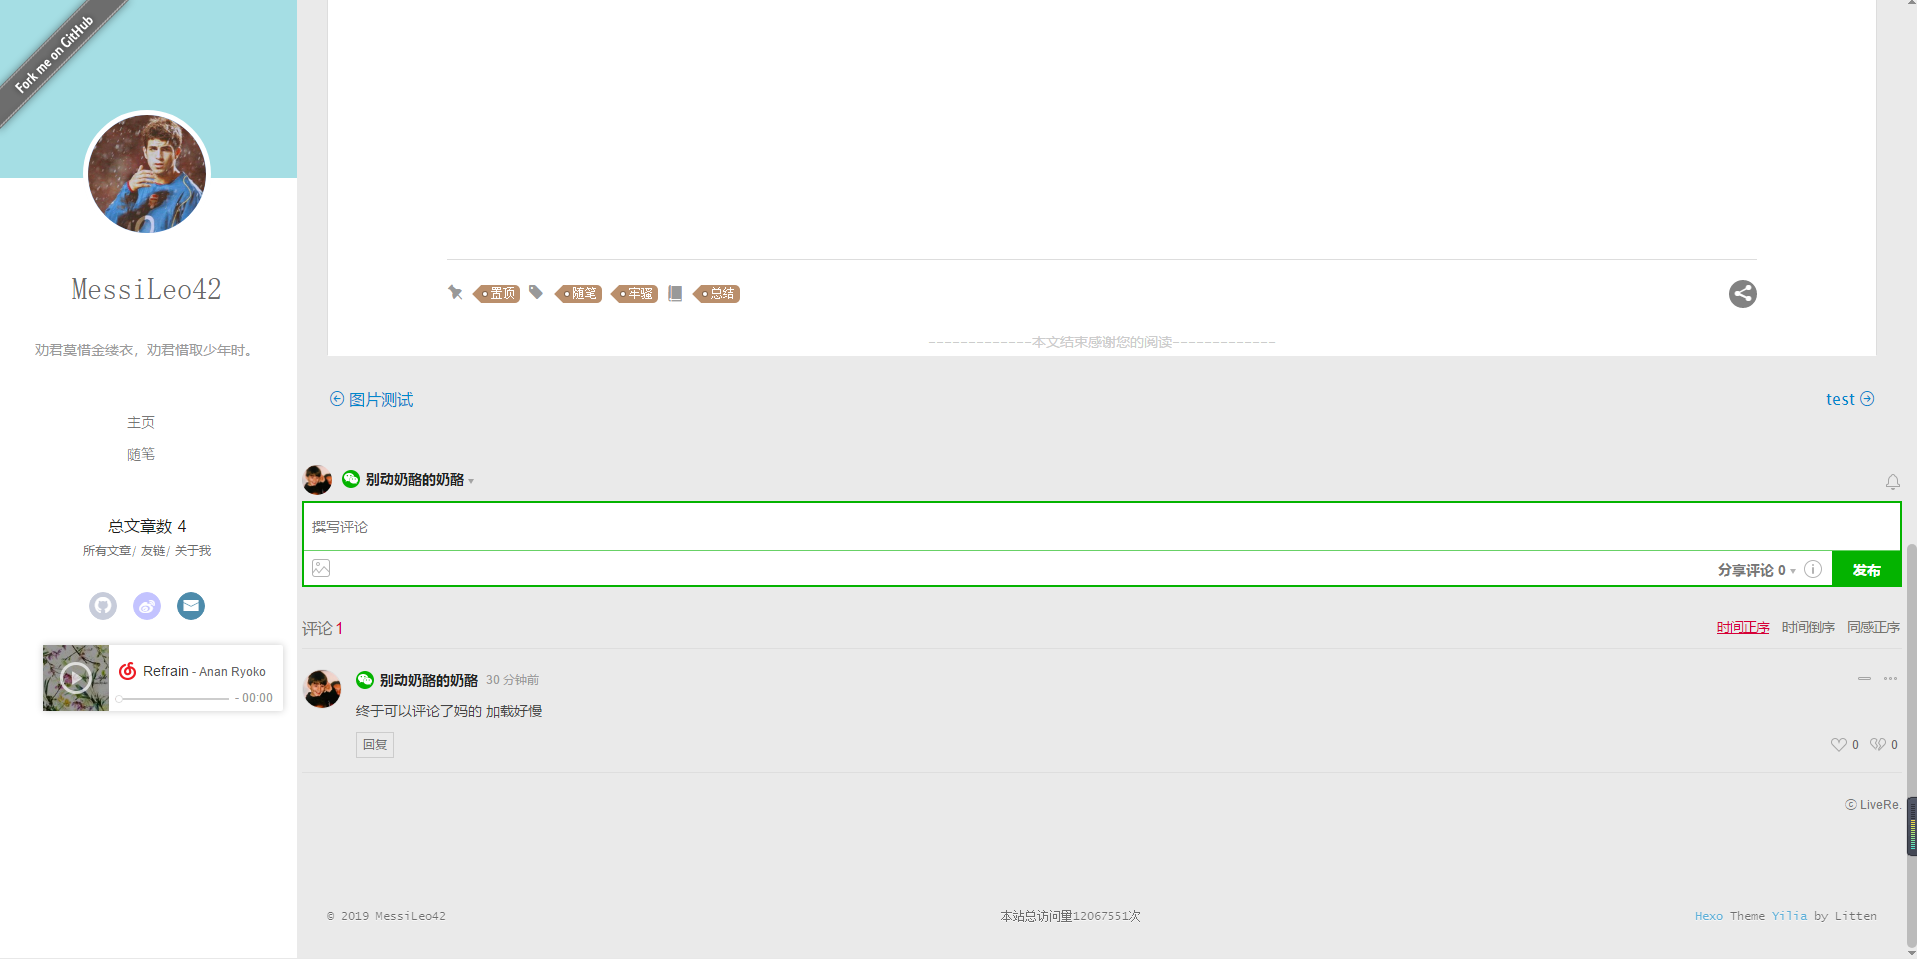 Fork me on GitHub
MessiLeo42
劝君莫惜金缕衣，劝君惜取少年时。
主页
随笔
总文章数 4
所有文章/ 友链/ 关于我
Refrain - Anan Ryoko
- 00:00
置顶 随笔 牢骚 总结
-------------本文结束感谢您的阅读-------------
图片测试
test
别动奶酪的奶酪
撰写评论
分享评论 0
发布
评论 1
时间正序 时间倒序 同感正序
别动奶酪的奶酪 30 分钟前
终于可以评论了妈的 加载好慢
回复
0 0
ⓒ LiveRe.
© 2019 MessiLeo42
本站总访问量12067551次
Hexo Theme Yilia by Litten